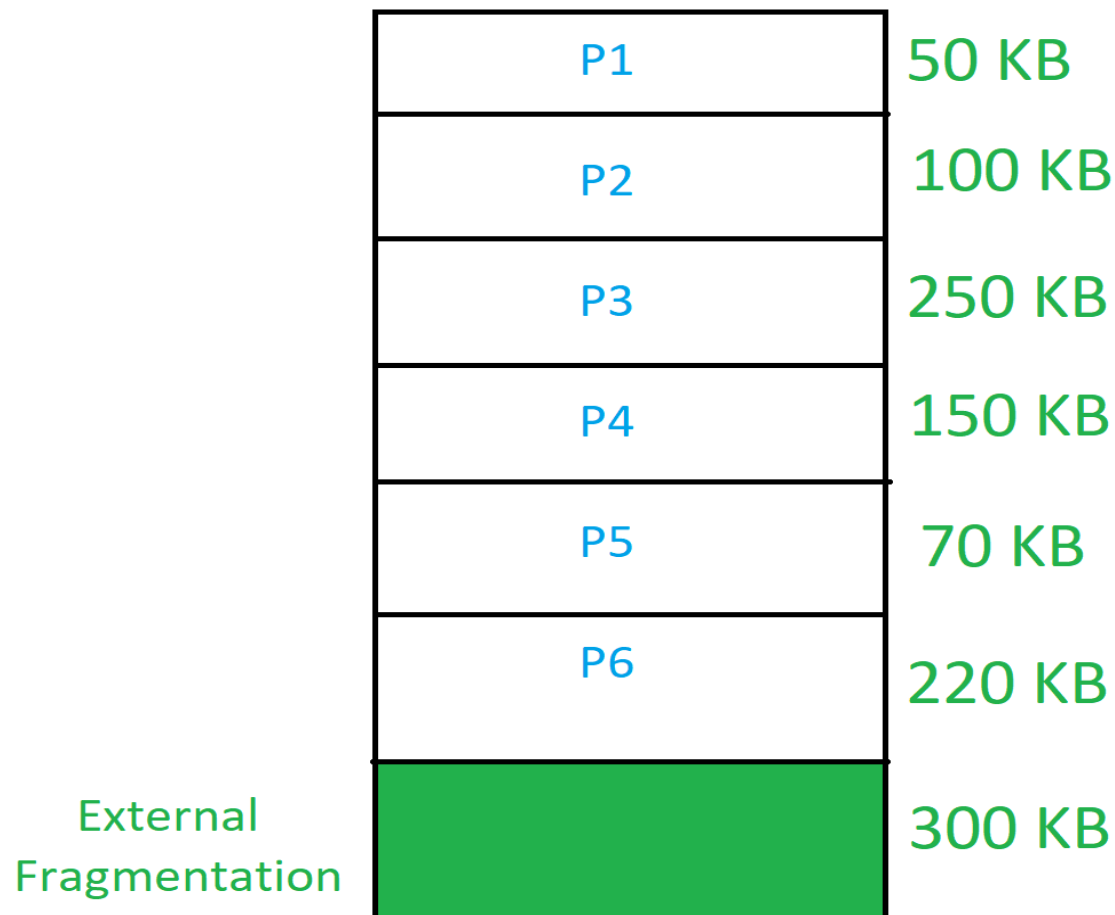 P1 50 KB
P2 100 KB
P3 250 KB
P4 150 KB
P5 70 KB
P6 220 KB
External
Fragmentation
300 KB